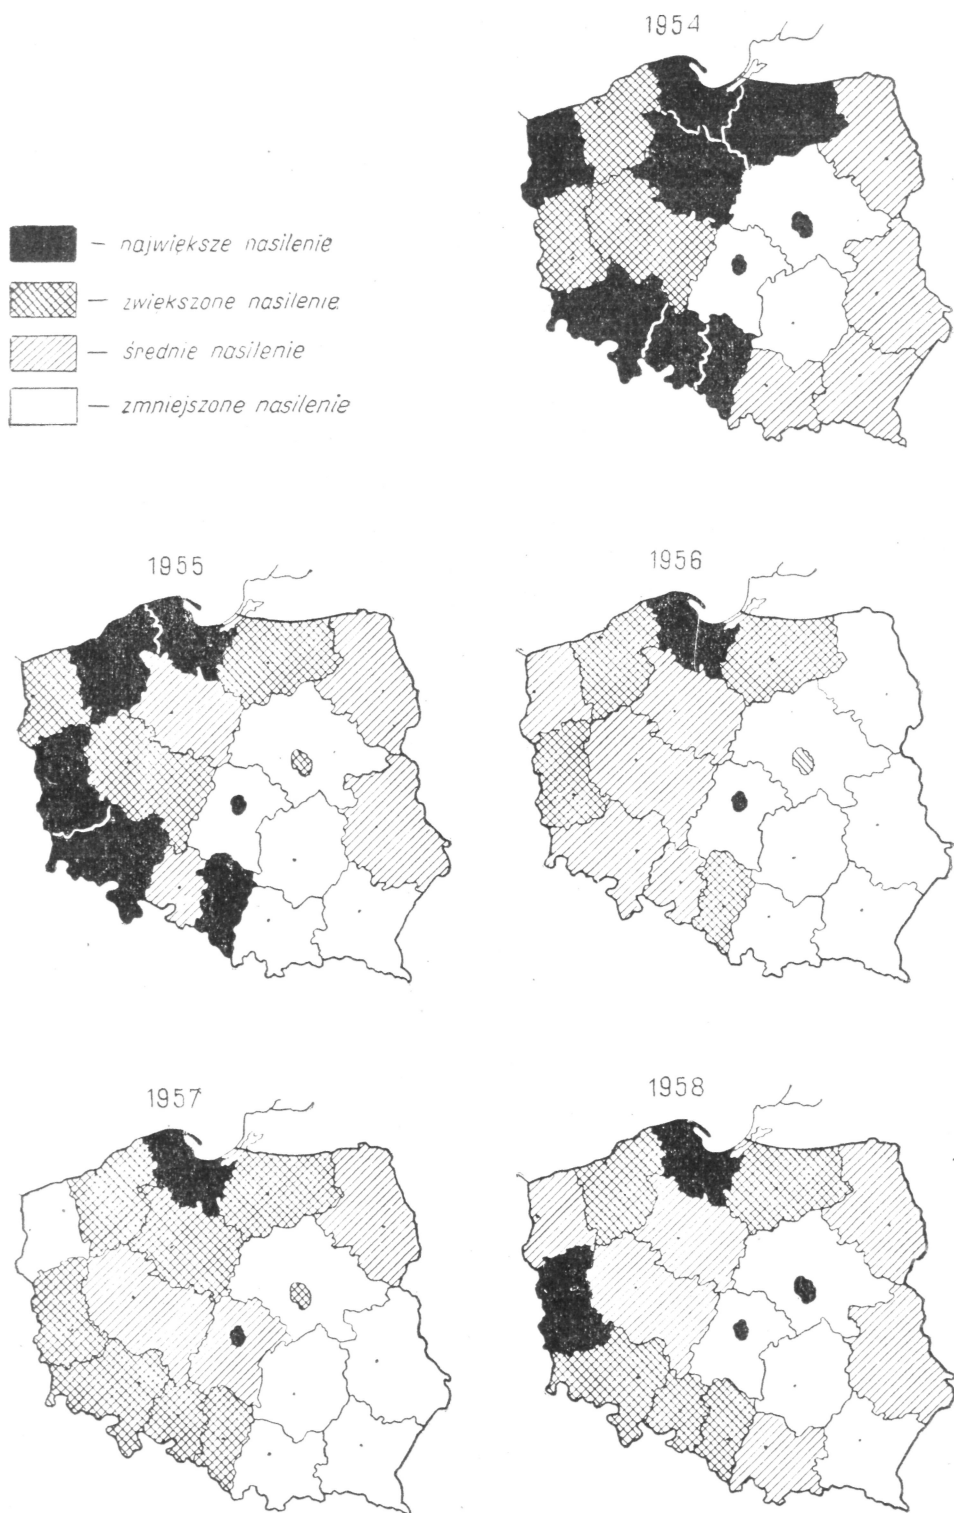 1954
– największe nasilenie
– zwiększone nasilenie
– średnie nasilenie
– zmniejszone nasilenie
1955
1956
1957
1958